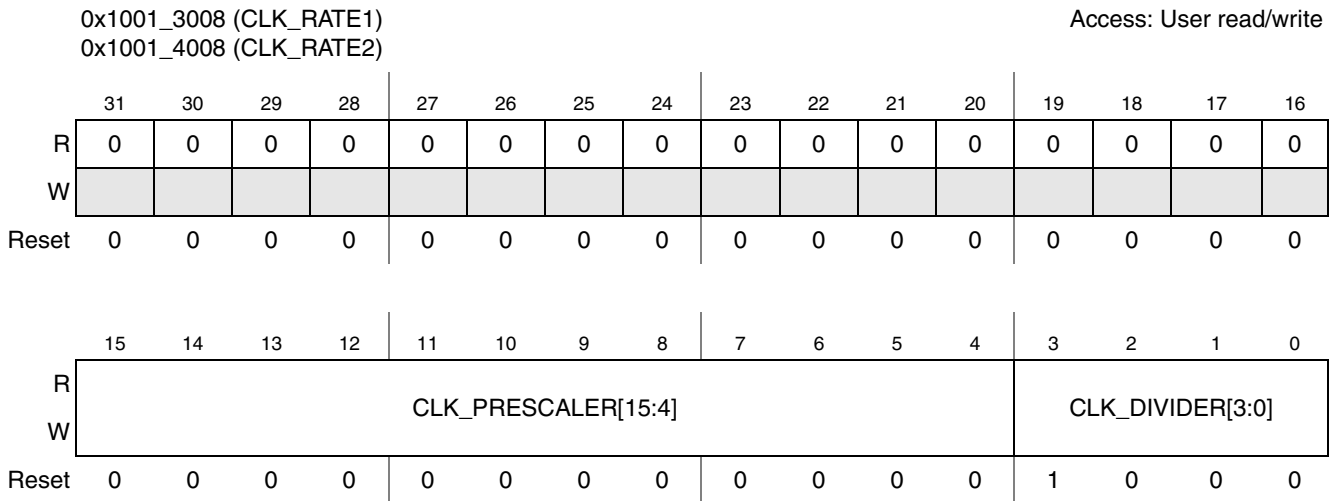 0x1001_3008 (CLK_RATE1) Access: User read/write
0x1001_4008 (CLK_RATE2)
31 30 29 28 27 26 25 24 23 22 21 20 19 18 17 16
R 0 0 0 0 0 0 0 0 0 0 0 0 0 0 0 0
W
Reset 0 0 0 0 0 0 0 0 0 0 0 0 0 0 0 0
15 14 13 12 11 10 9 8 7 6 5 4 3 2 1 0
R
CLK_PRESCALER[15:4] CLK_DIVIDER[3:0]
W
Reset 0 0 0 0 0 0 0 0 0 0 0 0 1 0 0 0